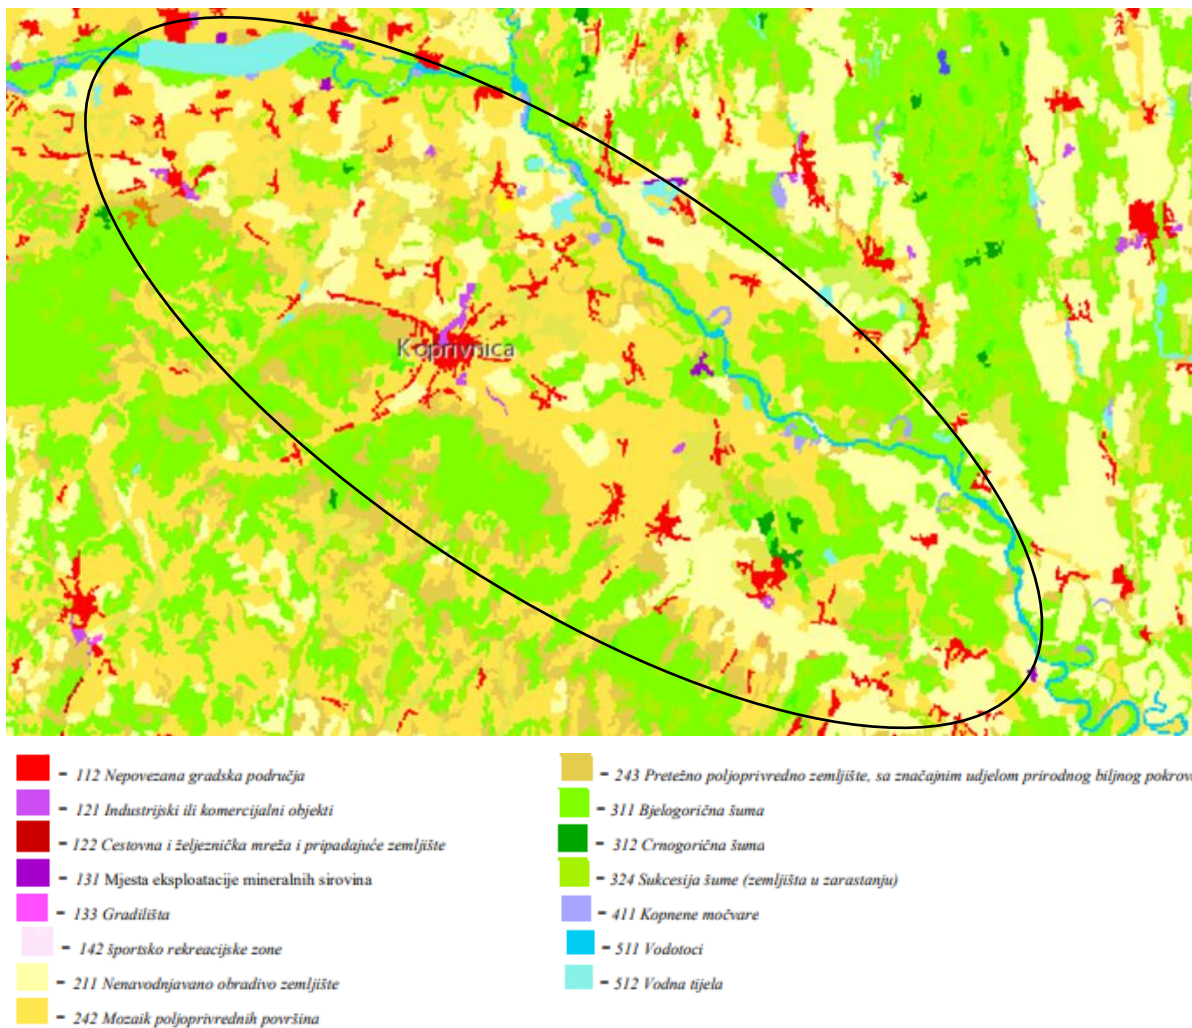 Koprivnica
- 112 Nepovezana gradska područja
- 121 Industrijski ili komercijalni objekti
- 122 Cestovna i željeznička mreža i pripadajuće zemljište
- 131 Mjesta eksploatacije mineralnih sirovina
- 133 Gradilišta
- 142 športsko rekreacijske zone
- 211 Nenavodnjavano obradivo zemljište
- 242 Mozaik poljoprivrednih površina
- 243 Pretežno poljoprivredno zemljište, sa značajnim udjelom prirodnog biljnog pokrov
- 311 Bjelogorična šuma
- 312 Crnogorična šuma
- 324 Sukcesija šume (zemljišta u zarastanju)
- 411 Kopnene močvare
- 511 Vodotoci
- 512 Vodna tijela